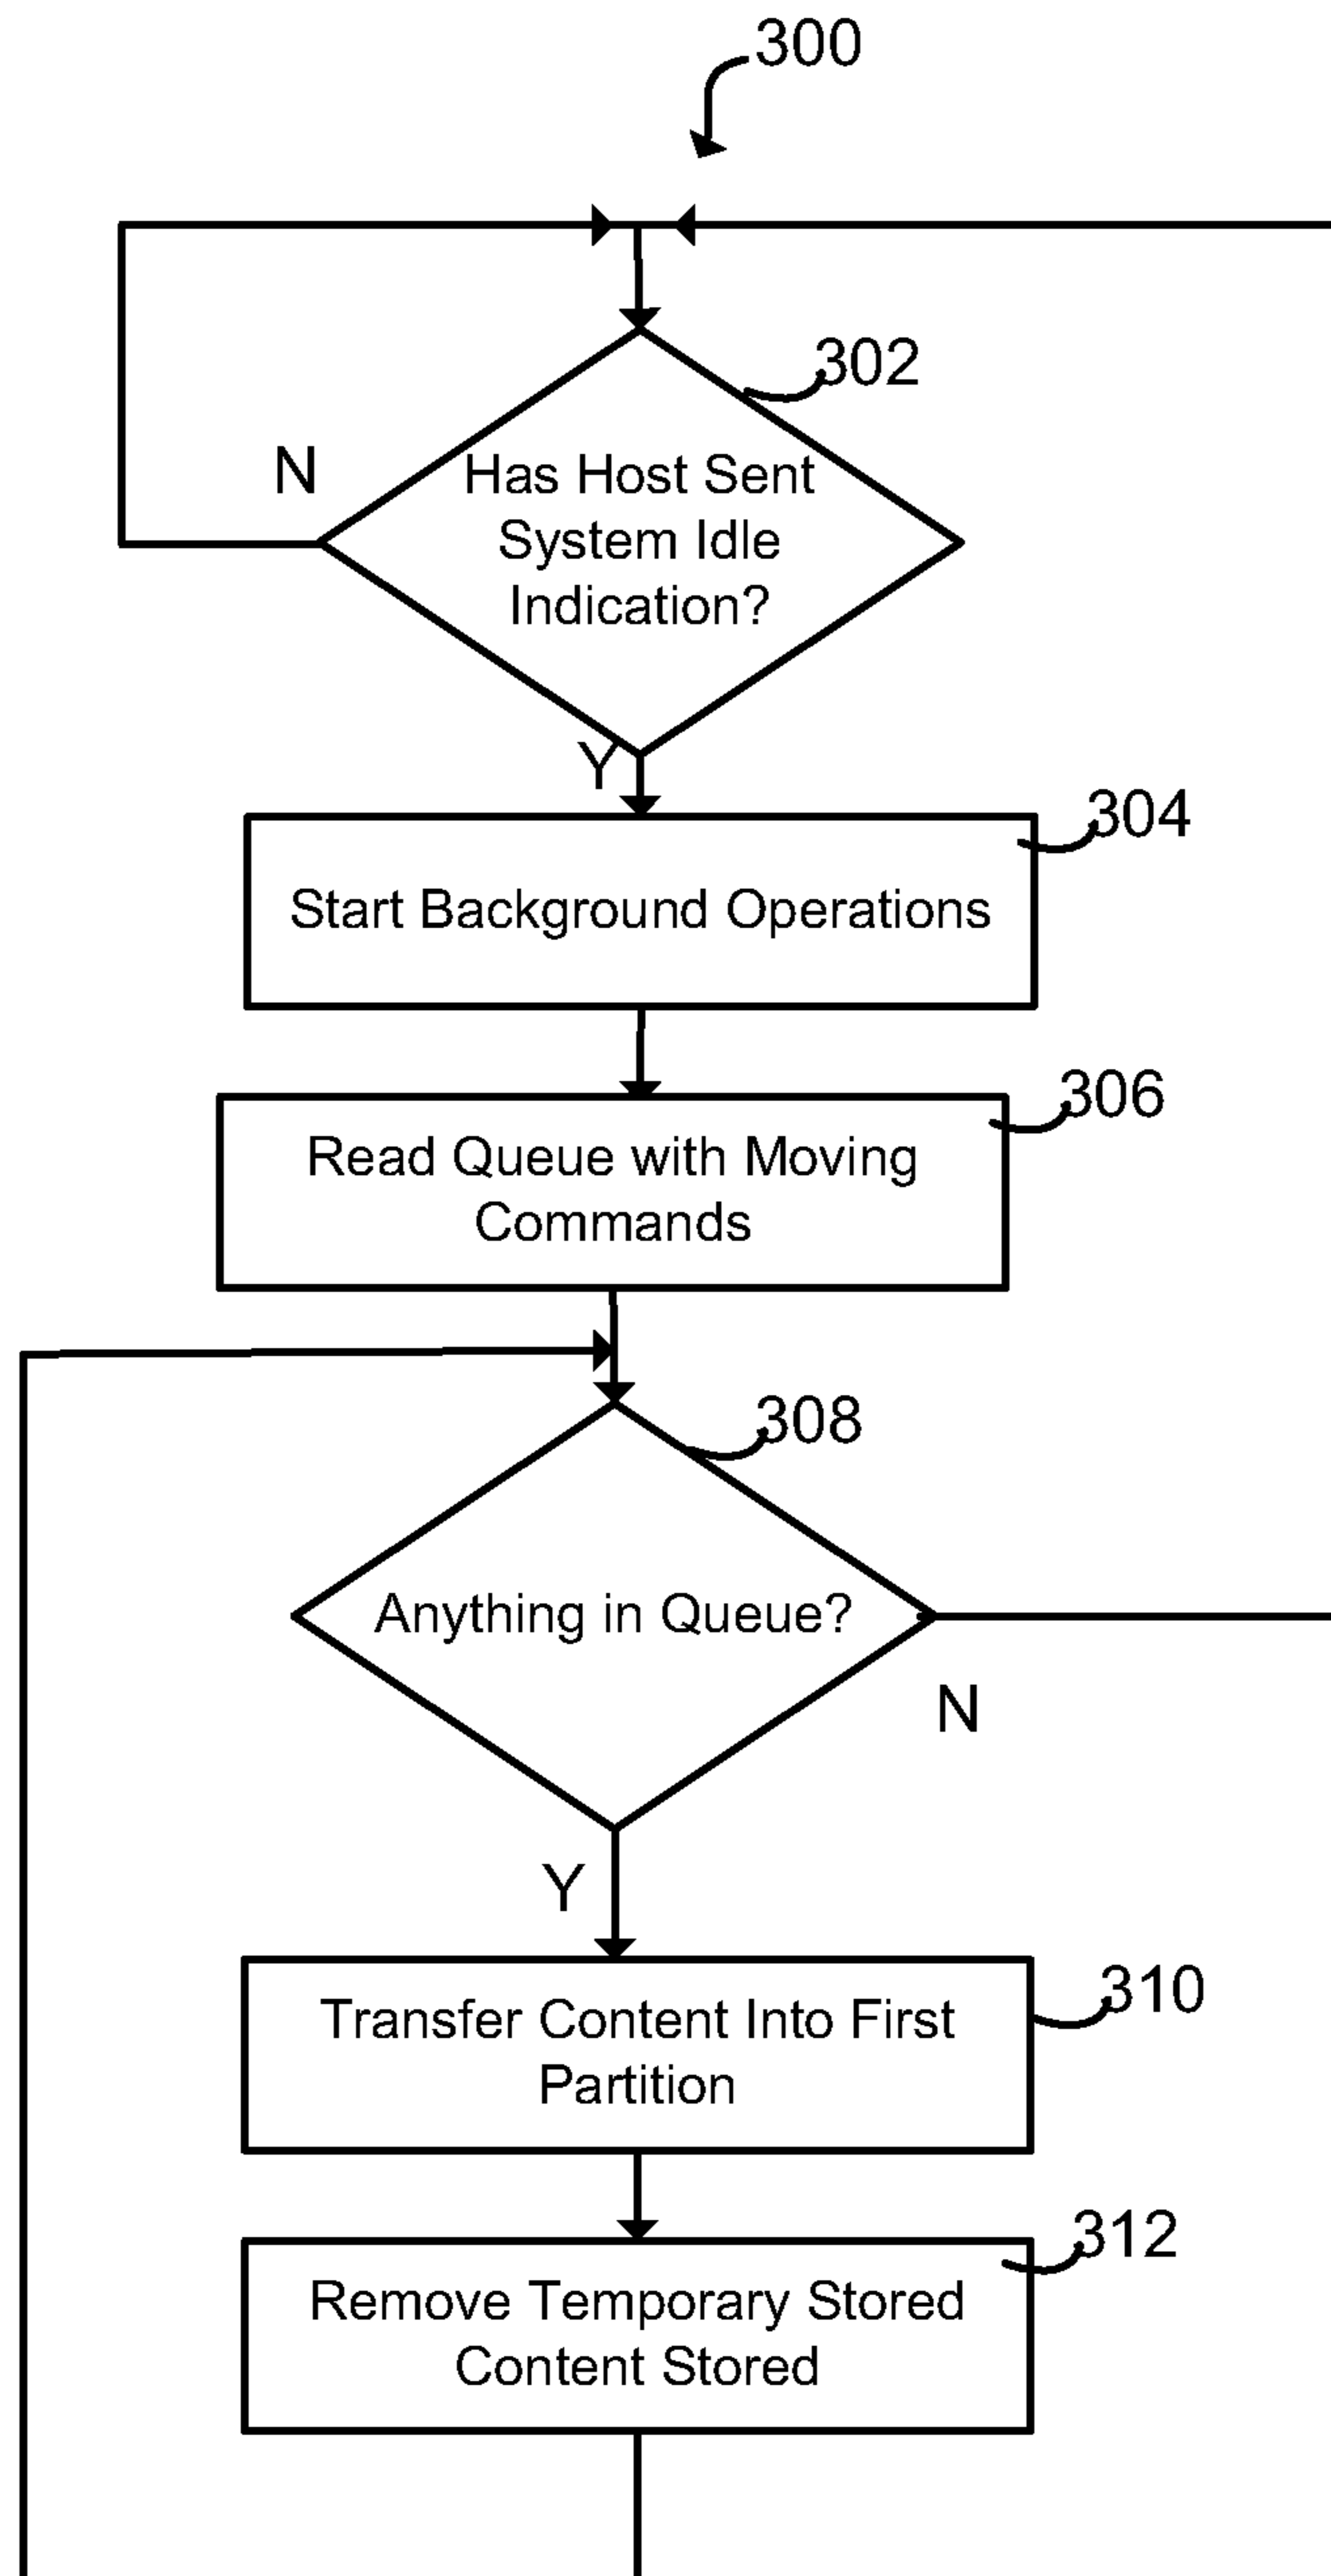 300
302
Has Host Sent
System Idle
Indication?
N
Y
304
Start Background Operations
306
Read Queue with Moving
Commands
308
Anything in Queue?
N
Y
310
Transfer Content Into First
Partition
312
Remove Temporary Stored
Content Stored